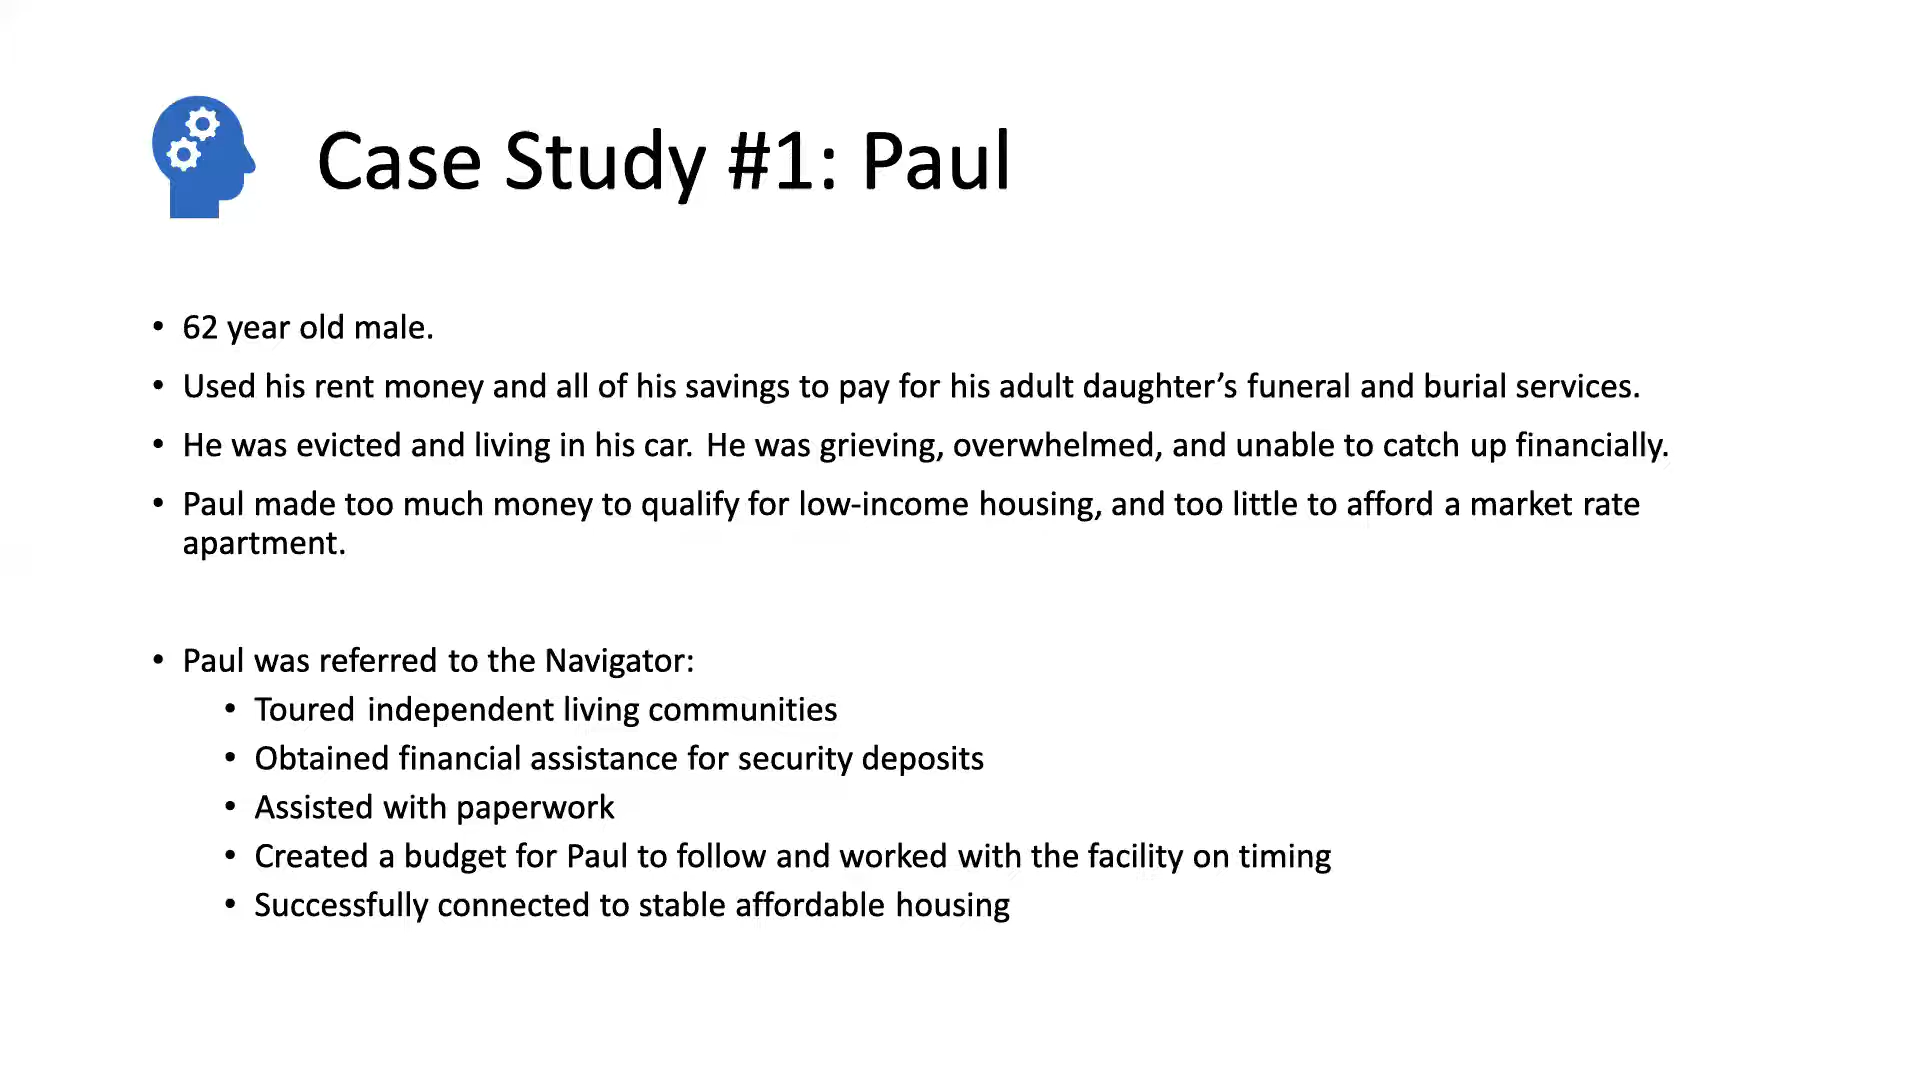 Case Study #1: Paul
• 62 year old male.
• Used his rent money and all of his savings to pay for his adult daughter’s funeral and burial services.
• He was evicted and living in his car. He was grieving, overwhelmed, and unable to catch up financially.
• Paul made too much money to qualify for low-income housing, and too little to afford a market rate
apartment.
• Paul was referred to the Navigator:
• Toured independent living communities
• Obtained financial assistance for security deposits
• Assisted with paperwork
• Created a budget for Paul to follow and worked with the facility on timing
• Successfully connected to stable affordable housing